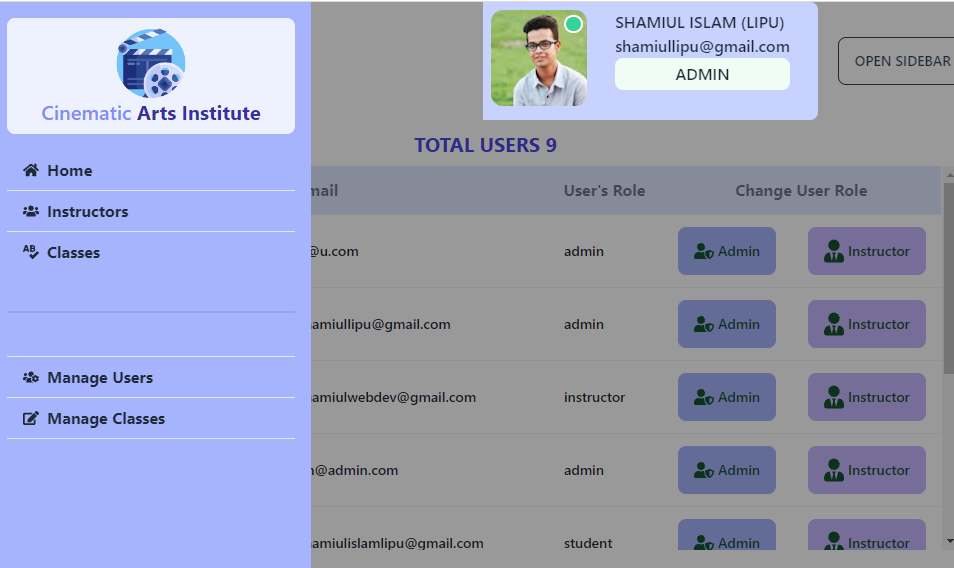 Cinematic Arts Institute
Home
Instructors
AB
Classes
Manage Users
Manage Classes
SHAMIUL ISLAM (LIPU)
shamiullipu@gmail.com
ADMIN
OPEN SIDEBAR
TOTAL USERS 9
mail User's Role Change User Role
@u.com admin Admin Instructor
amiullipu@gmail.com admin Admin Instructor
amiulwebdev@gmail.com instructor Admin Instructor
n@admin.com admin Admin Instructor
amiulislamlipu@gmail.com student Admin Instructor